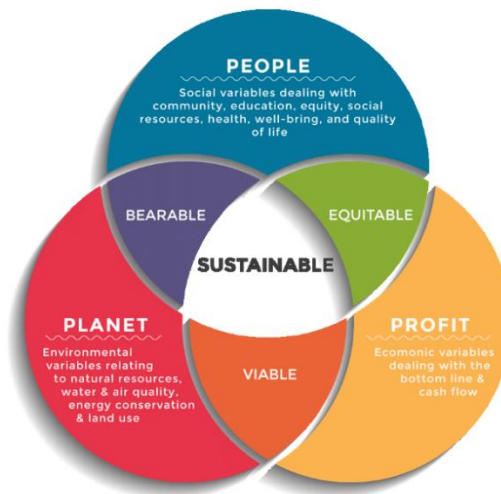 PEOPLE
Social variables dealing with
community, education, equity, social
resources, health, well-bring, and quality
of life
BEARABLE
EQUITABLE
SUSTAINABLE
PLANET
Environmental
variables relating
to natural resources,
water & air quality,
energy conservation
& land use
VIABLE
PROFIT
Ecomonic variables
dealing with the
bottom line &
cash flow